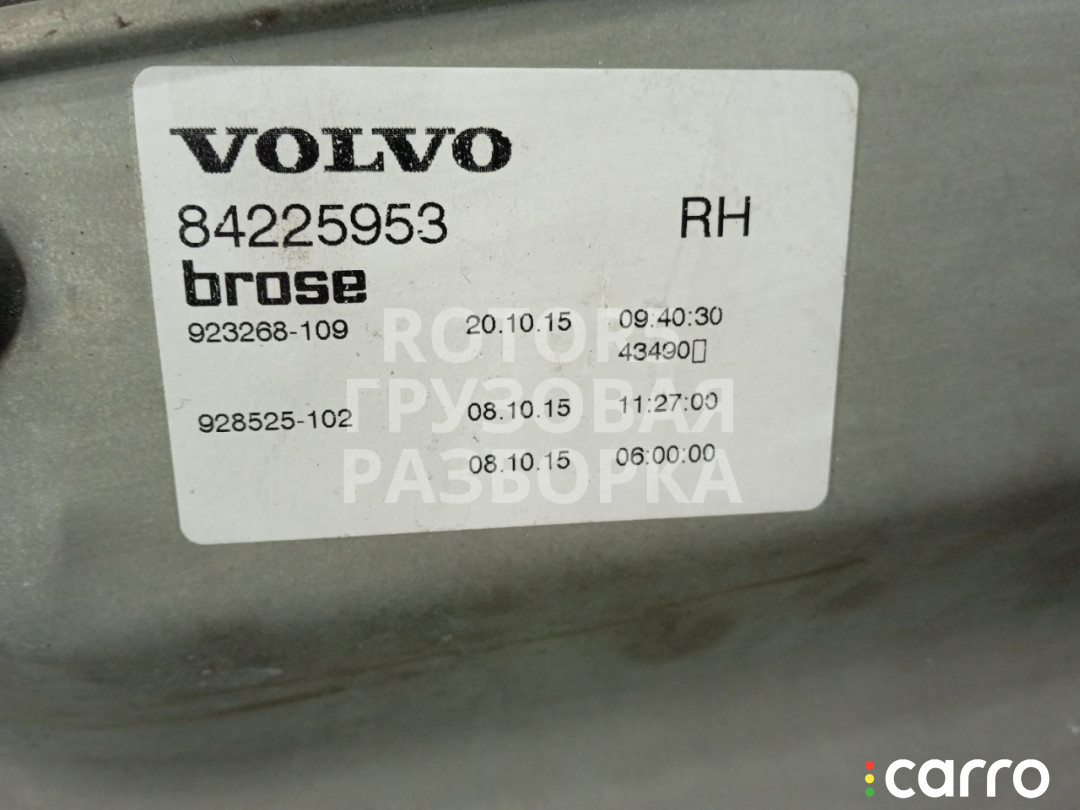 VOLVO
84225953 RH
brose
923268-109 20.10.15 09:40:30
43490▯
928525-102 08.10.15 11:27:00
08.10.15 06:00:00
ROTOR
ГРУЗОВАЯ
РАЗБОРКА
carro